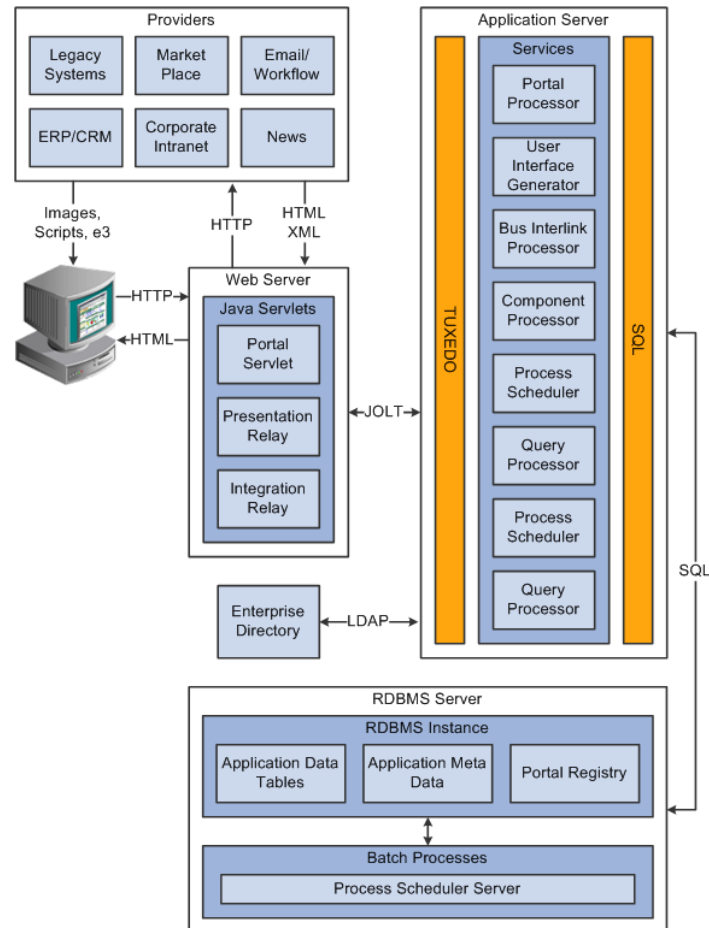 Providers
Legacy
Systems
Market
Place
Email/
Workflow
ERP/CRM
Corporate
Intranet
News
Images,
Scripts, e3
HTTP
HTML
XML
HTTP
HTML
Web Server
Java Servlets
Portal
Servlet
Presentation
Relay
Integration
Relay
JOLT
Enterprise
Directory
LDAP
Application Server
TUXEDO
Services
Portal
Processor
User
Interface
Generator
Bus Interlink
Processor
Component
Processor
Process
Scheduler
Query
Processor
Process
Scheduler
Query
Processor
SQL
SQL
RDBMS Server
RDBMS Instance
Application Data
Tables
Application Meta
Data
Portal Registry
Batch Processes
Process Scheduler Server